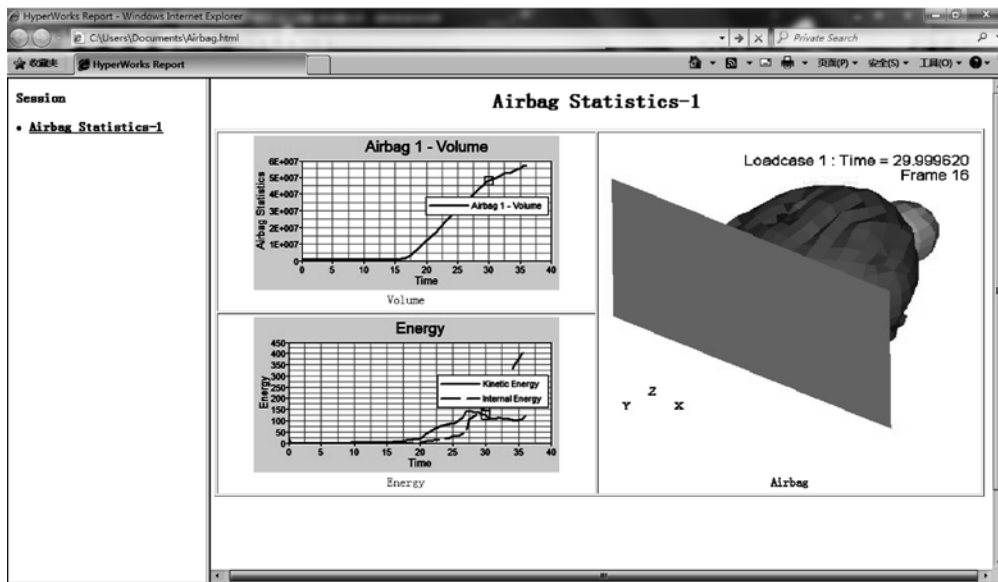 HyperWorks Report - Windows Internet Explorer
C:\Users\Documents\Airbag.html
Private Search
收藏夹
HyperWorks Report
页面(P)
安全(S)
工具(O)
Session
Airbag Statistics-1
Airbag Statistics-1
Airbag 1 - Volume
Airbag Statistics
6E+007
5E+007
4E+007
3E+007
2E+007
1E+007
0
Airbag 1 - Volume
0 5 10 15 20 25 30 35 40
Time
Volume
Energy
Energy
450
400
350
300
250
200
150
100
50
0
Kinetic Energy
Internal Energy
0 5 10 15 20 25 30 35 40
Time
Energy
Loadcase 1 : Time = 29.999620
Frame 16
Z
Y X
Airbag